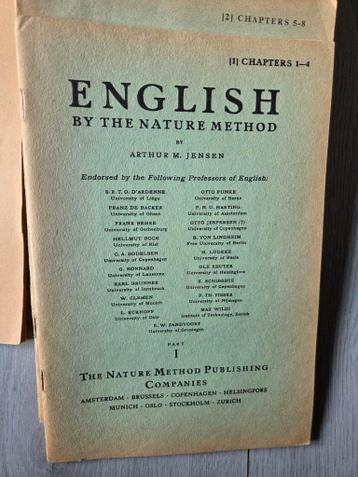 [2] CHAPTERS 5-8
[1] CHAPTERS 1-4
ENGLISH
BY THE NATURE METHOD
BY
ARTHUR M. JENSEN
Endorsed by the Following Professors of English:
S. R. T. O. D'ARDENNE
University of Liége
FRANZ DE BACKER
University of Ghent
FRANK BEHRE
University of Gothenburg
HELLMUT BOCK
University of Kiel
C. A. BODELSEN
University of Copenhagen
G. BONNARD
University of Lausanne
KARL BRUNNER
University of Innsbruck
W. CLEMEN
University of Munich
L. ECKHOFF
University of Oslo
OTTO FUNKE
University of Berne
P. N. U. HARTING
University of Amsterdam
OTTO JESPERSEN (†)
University of Copenhagen
B. VON LINDHEIM
Free University of Berlin
H. LÜDEKE
University of Basle
OLE REUTER
University of Helsingfors
K. SCHIBSBYE
University of Copenhagen
P. TH. VISSER
University of Nijmegen
MAX WILDI
Institute of Technology, Zurich
R. W. ZANDVOORT
University of Groningen
PART
I
THE NATURE METHOD PUBLISHING
COMPANIES
AMSTERDAM - BRUSSELS - COPENHAGEN - HELSINGFORS
MUNICH - OSLO - STOCKHOLM - ZURICH